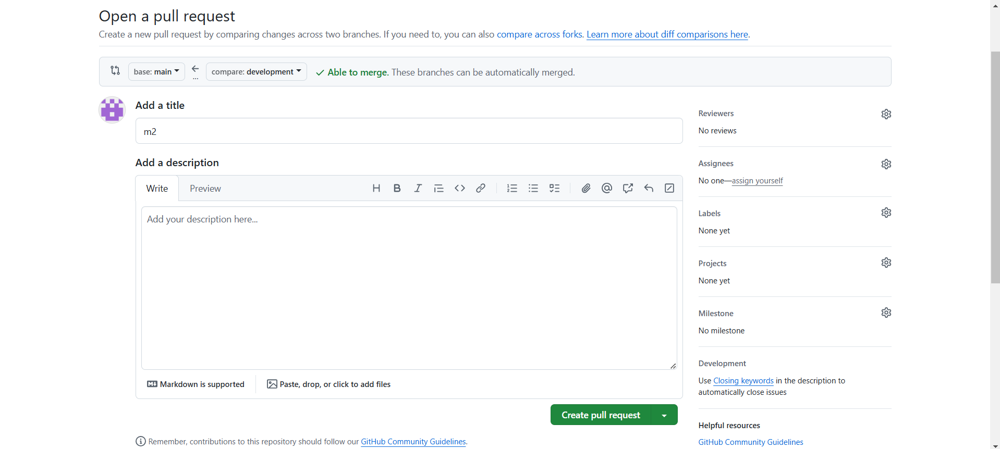 Open a pull request
Create a new pull request by comparing changes across two branches. If you need to, you can also compare across forks. Learn more about diff comparisons here.
base: main ← ... compare: development ✓ Able to merge. These branches can be automatically merged.
Add a title
m2
Add a description
Write Preview
Add your description here...
Markdown is supported Paste, drop, or click to add files
Create pull request
Remember, contributions to this repository should follow our GitHub Community Guidelines.
Reviewers
No reviews
Assignees
No one—assign yourself
Labels
None yet
Projects
None yet
Milestone
No milestone
Development
Use Closing keywords in the description to
automatically close issues
Helpful resources
GitHub Community Guidelines